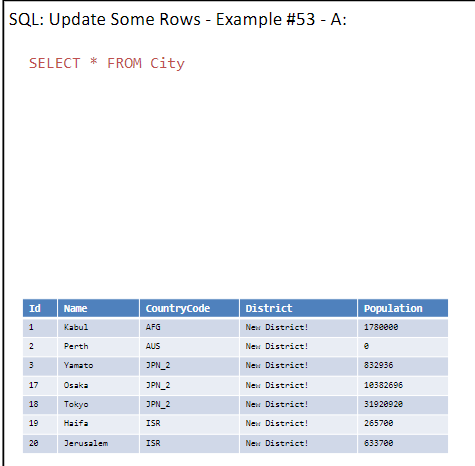 SQL: Update Some Rows - Example #53 - A:
SELECT * FROM City
Id Name CountryCode District Population
1 Kabul AFG New District! 1780000
2 Perth AUS New District! 0
3 Yamato JPN_2 New District! 832936
17 Osaka JPN_2 New District! 10382696
18 Tokyo JPN_2 New District! 31920920
19 Haifa ISR New District! 265700
20 Jerusalem ISR New District! 633700